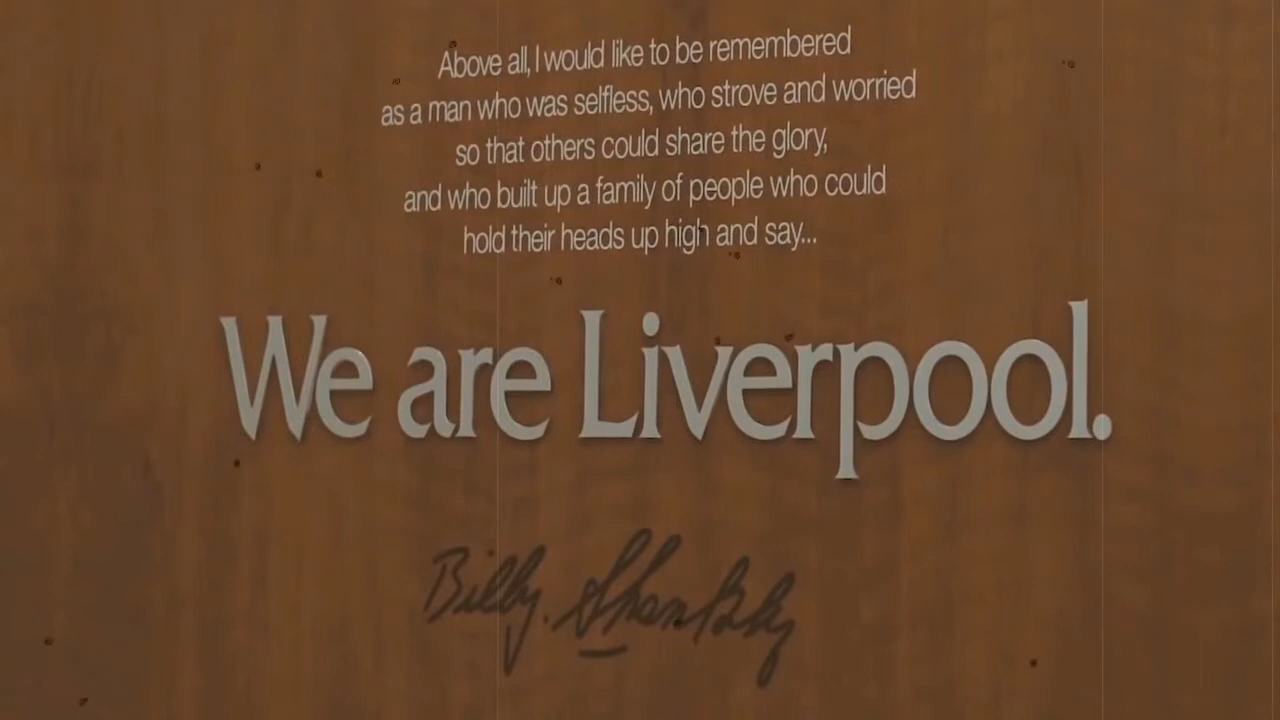 Above all, I would like to be remembered
as a man who was selfless, who strove and worried
so that others could share the glory,
and who built up a family of people who could
hold their heads up high and say...
We are Liverpool.
Billy Shankly